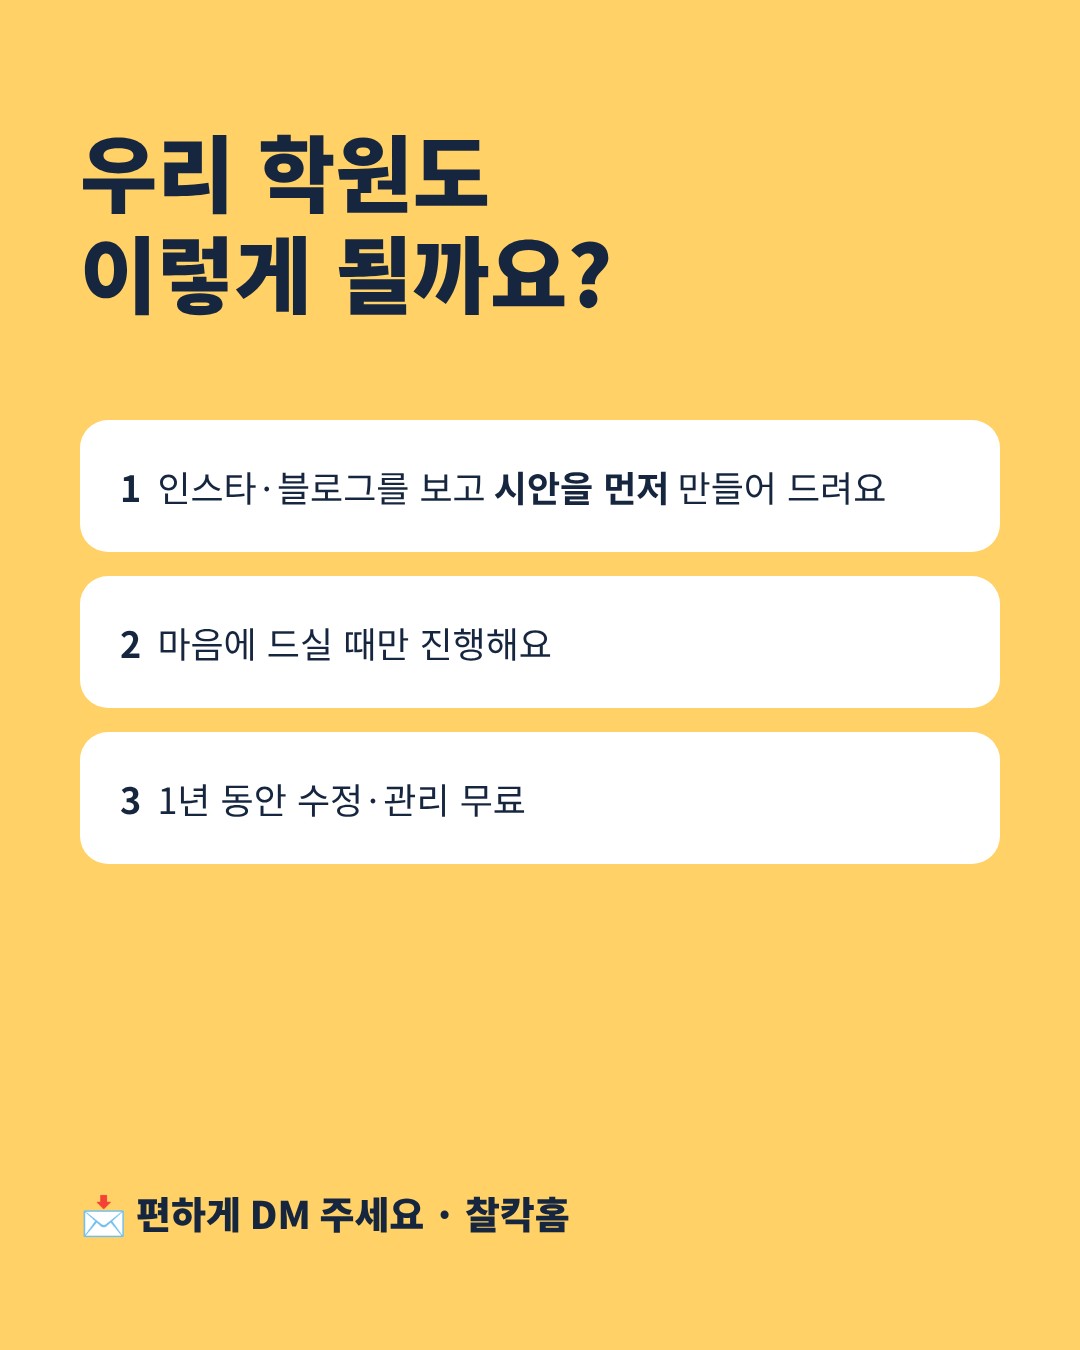 우리 학원도
이렇게 될까요?
1 인스타·블로그를 보고 시안을 먼저 만들어 드려요
2 마음에 드실 때만 진행해요
3 1년 동안 수정·관리 무료
📩 편하게 DM 주세요 · 찰칵홈